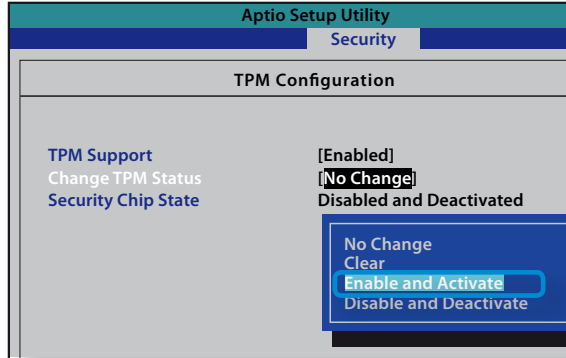 Aptio Setup Utility
Security
TPM Configuration
TPM Support [Enabled]
Change TPM Status [No Change]
Security Chip State Disabled and Deactivated
No Change
Clear
Enable and Activate
Disable and Deactivate